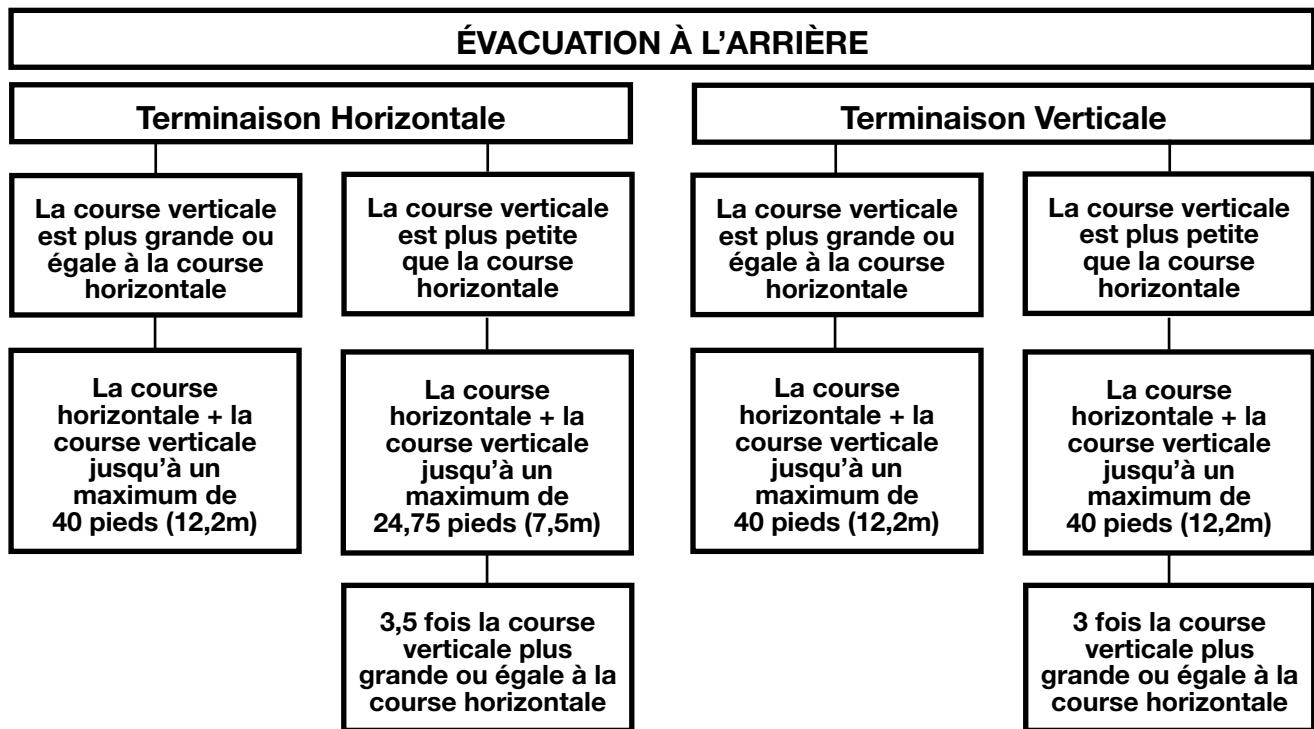 ÉVACUATION À L'ARRIÈRE
Terminaison Horizontale
La course verticale
est plus grande ou
égale à la course
horizontale
La course
horizontale + la
course verticale
jusqu'à un
maximum de
40 pieds (12,2m)
La course verticale
est plus petite
que la course
horizontale
La course
horizontale + la
course verticale
jusqu'à un
maximum de
24,75 pieds (7,5m)
3,5 fois la course
verticale plus
grande ou égale à la
course horizontale
Terminaison Verticale
La course verticale
est plus grande ou
égale à la course
horizontale
La course
horizontale + la
course verticale
jusqu'à un
maximum de
40 pieds (12,2m)
La course verticale
est plus petite
que la course
horizontale
La course
horizontale + la
course verticale
jusqu'à un
maximum de
40 pieds (12,2m)
3 fois la course
verticale plus
grande ou égale à la
course horizontale